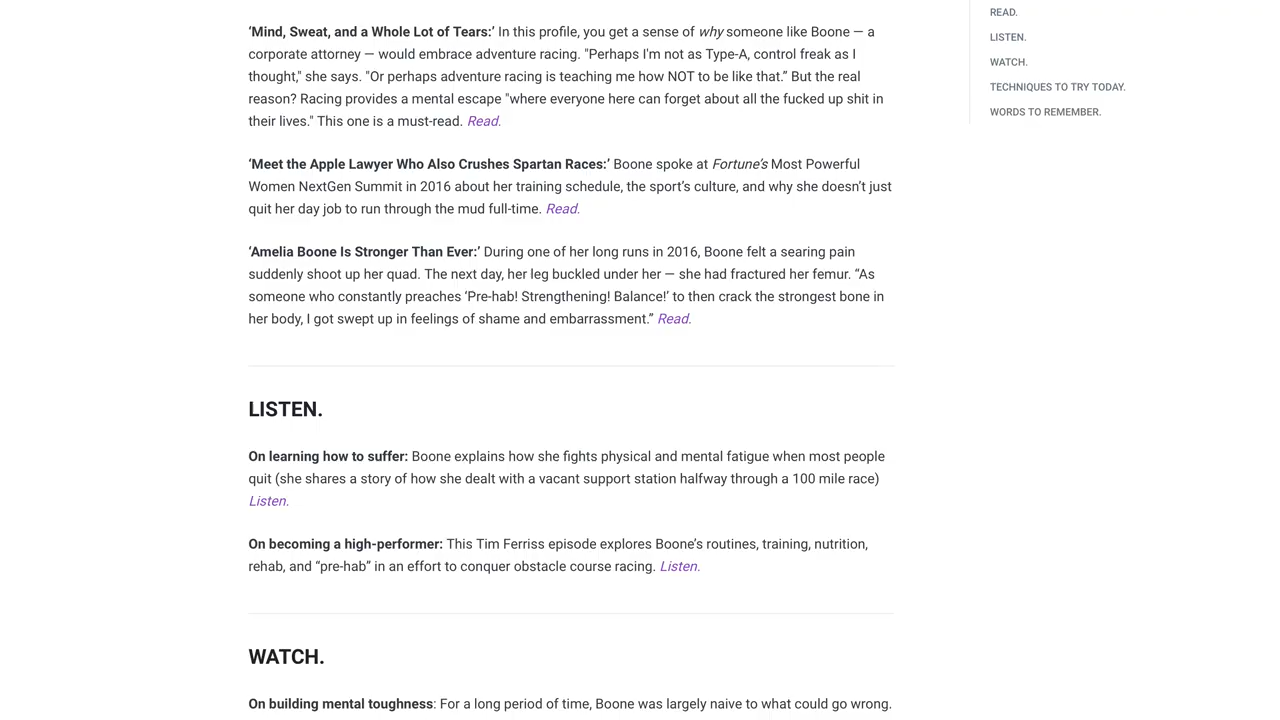 ‘Mind, Sweat, and a Whole Lot of Tears:’ In this profile, you get a sense of why someone like Boone — a
corporate attorney — would embrace adventure racing. "Perhaps I'm not as Type-A, control freak as I
thought," she says. "Or perhaps adventure racing is teaching me how NOT to be like that.” But the real
reason? Racing provides a mental escape "where everyone here can forget about all the fucked up shit in
their lives." This one is a must-read. Read.
‘Meet the Apple Lawyer Who Also Crushes Spartan Races:’ Boone spoke at Fortune’s Most Powerful
Women NextGen Summit in 2016 about her training schedule, the sport’s culture, and why she doesn’t just
quit her day job to run through the mud full-time. Read.
‘Amelia Boone Is Stronger Than Ever:’ During one of her long runs in 2016, Boone felt a searing pain
suddenly shoot up her quad. The next day, her leg buckled under her — she had fractured her femur. “As
someone who constantly preaches ‘Pre-hab! Strengthening! Balance!’ to then crack the strongest bone in
her body, I got swept up in feelings of shame and embarrassment.” Read.
LISTEN.
On learning how to suffer: Boone explains how she fights physical and mental fatigue when most people
quit (she shares a story of how she dealt with a vacant support station halfway through a 100 mile race)
Listen.
On becoming a high-performer: This Tim Ferriss episode explores Boone’s routines, training, nutrition,
rehab, and “pre-hab” in an effort to conquer obstacle course racing. Listen.
WATCH.
On building mental toughness: For a long period of time, Boone was largely naive to what could go wrong.
READ.
LISTEN.
WATCH.
TECHNIQUES TO TRY TODAY.
WORDS TO REMEMBER.